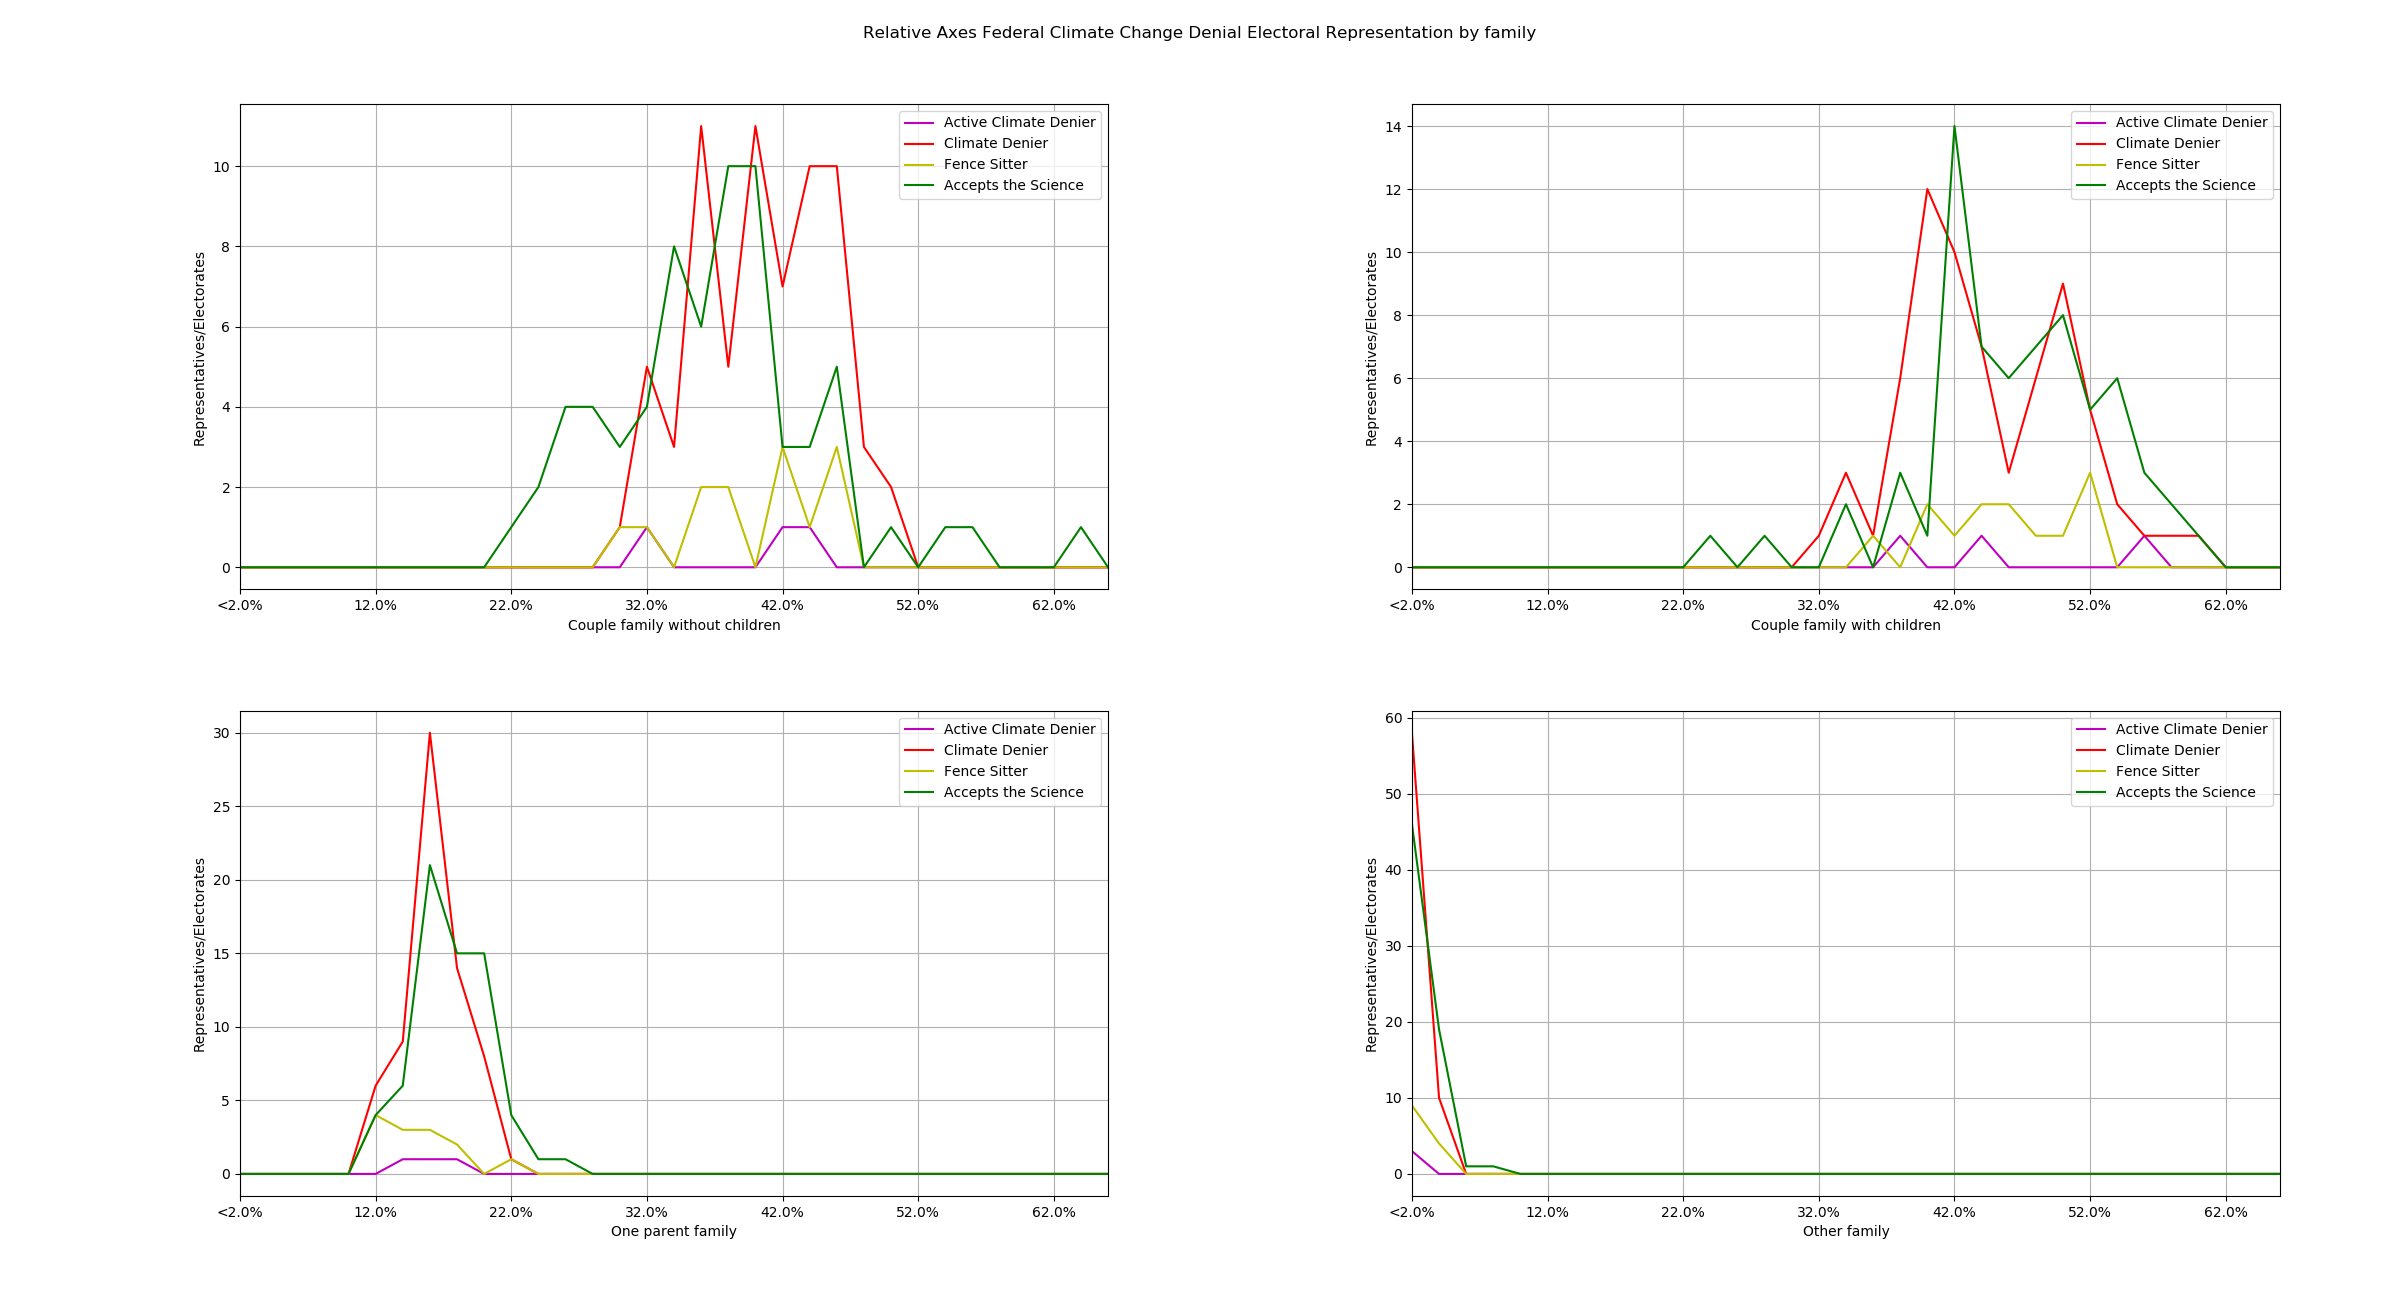 Relative Axes Federal Climate Change Denial Electoral Representation by family
Representatives/Electorates
10
8
6
4
2
0
Active Climate Denier
Climate Denier
Fence Sitter
Accepts the Science
<2.0% 12.0% 22.0% 32.0% 42.0% 52.0% 62.0%
Couple family without children
Representatives/Electorates
14
12
10
8
6
4
2
0
Active Climate Denier
Climate Denier
Fence Sitter
Accepts the Science
<2.0% 12.0% 22.0% 32.0% 42.0% 52.0% 62.0%
Couple family with children
Representatives/Electorates
30
25
20
15
10
5
0
Active Climate Denier
Climate Denier
Fence Sitter
Accepts the Science
<2.0% 12.0% 22.0% 32.0% 42.0% 52.0% 62.0%
One parent family
Representatives/Electorates
60
50
40
30
20
10
0
Active Climate Denier
Climate Denier
Fence Sitter
Accepts the Science
<2.0% 12.0% 22.0% 32.0% 42.0% 52.0% 62.0%
Other family